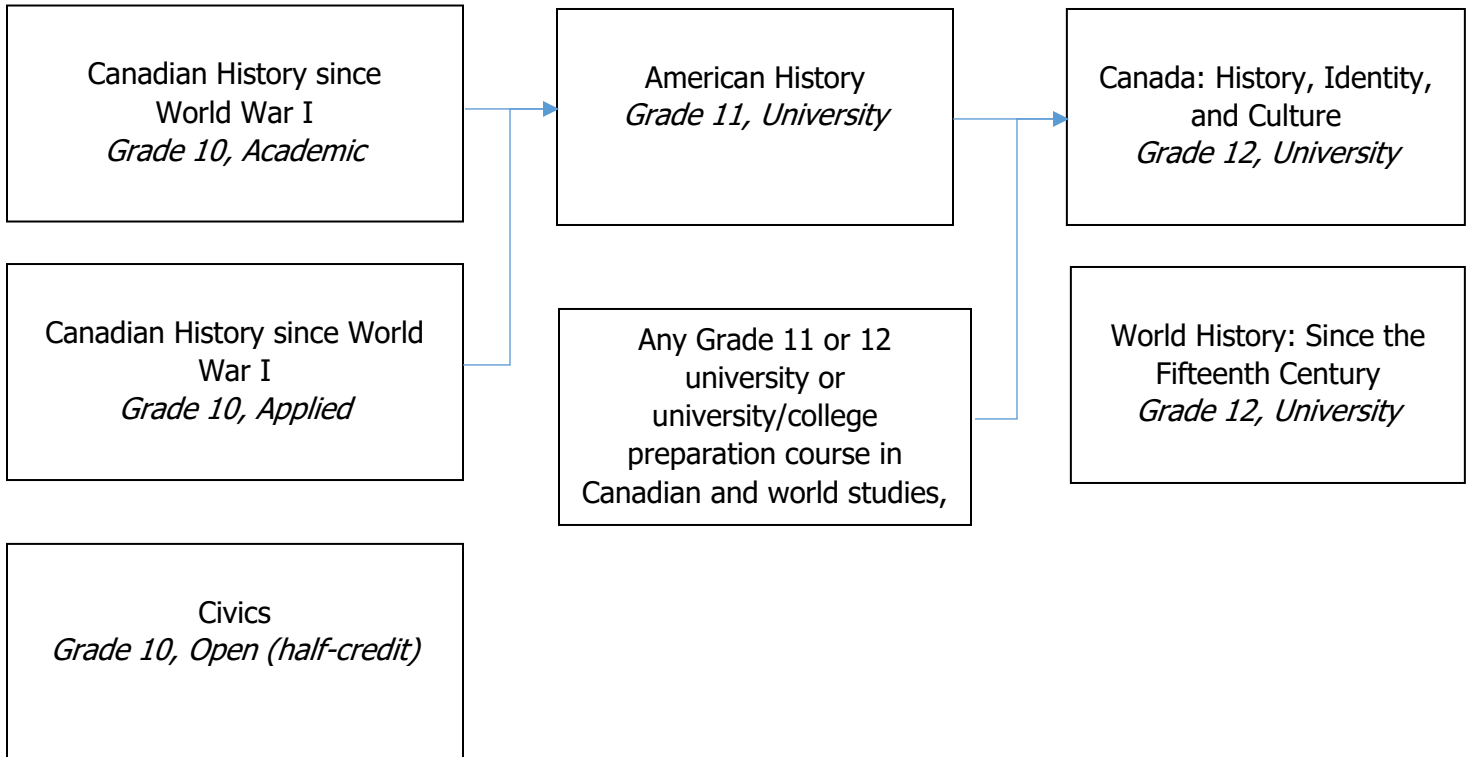 Canadian History since
World War I
Grade 10, Academic
American History
Grade 11, University
Canada: History, Identity,
and Culture
Grade 12, University
Canadian History since World
War I
Grade 10, Applied
Any Grade 11 or 12
university or
university/college
preparation course in
Canadian and world studies,
World History: Since the
Fifteenth Century
Grade 12, University
Civics
Grade 10, Open (half-credit)